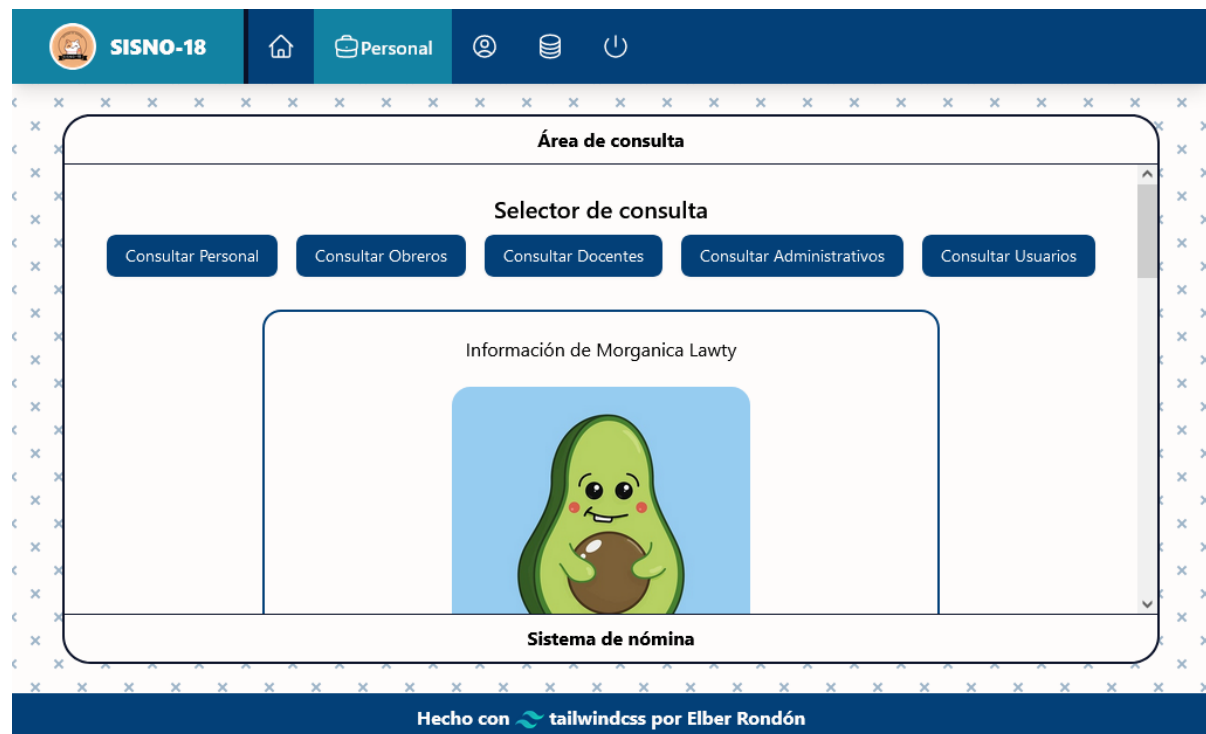 SISNO-18
Personal
Área de consulta
Selector de consulta
Consultar Personal
Consultar Obreros
Consultar Docentes
Consultar Administrativos
Consultar Usuarios
Información de Morganica Lawty
Sistema de nómina
Hecho con tailwindcss por Elber Rondón